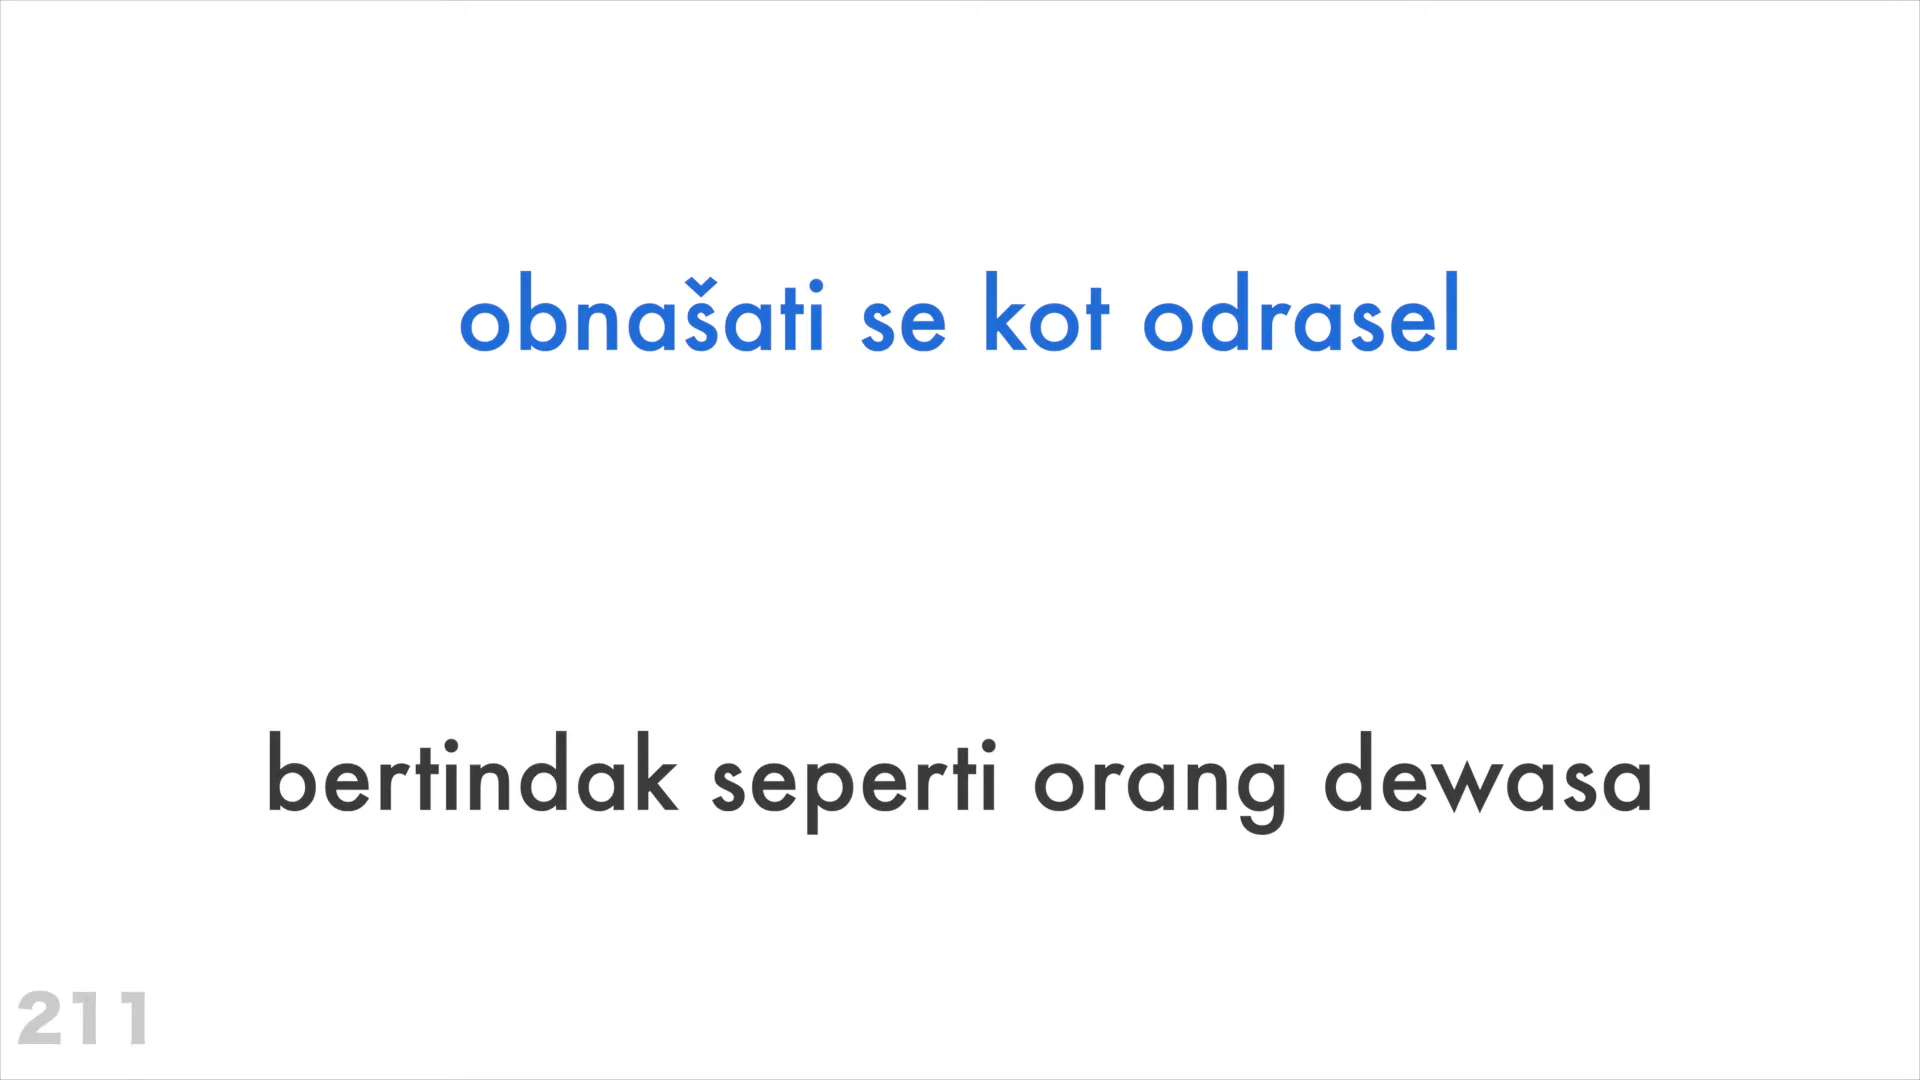 obnašati se kot odrasel
bertindak seperti orang dewasa
211